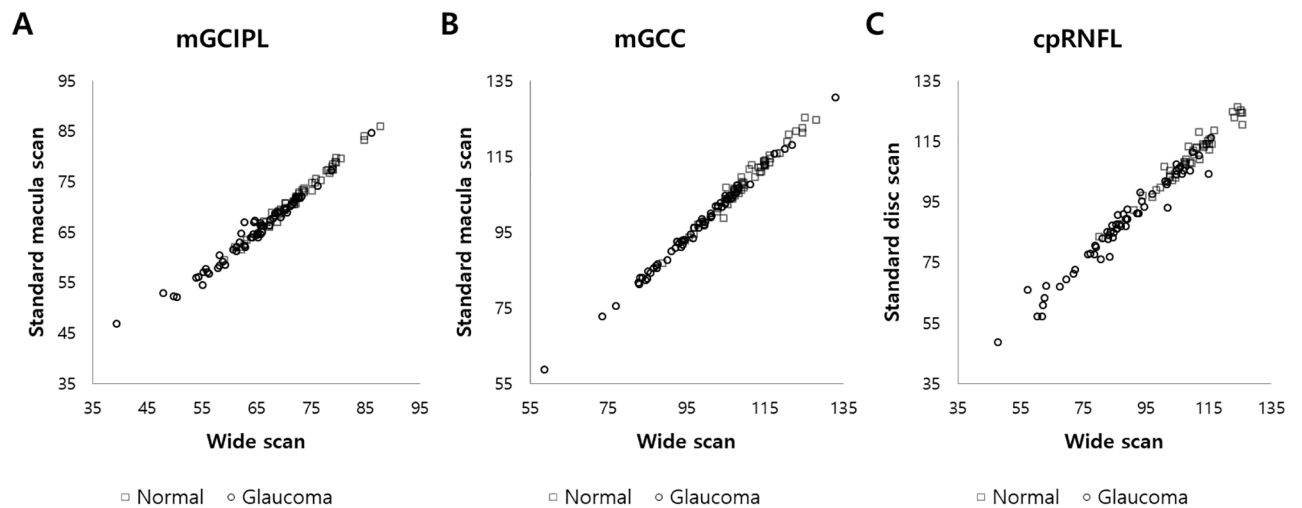 A
mGCIPL
95
85
75
65
55
45
35
35 45 55 65 75 85 95
Standard macula scan
Wide scan
□ Normal ○ Glaucoma
B
mGCC
135
115
95
75
55
55 75 95 115 135
Standard macula scan
Wide scan
□ Normal ○ Glaucoma
C
cpRNFL
135
115
95
75
55
35
35 55 75 95 115 135
Standard disc scan
Wide scan
□ Normal ○ Glaucoma